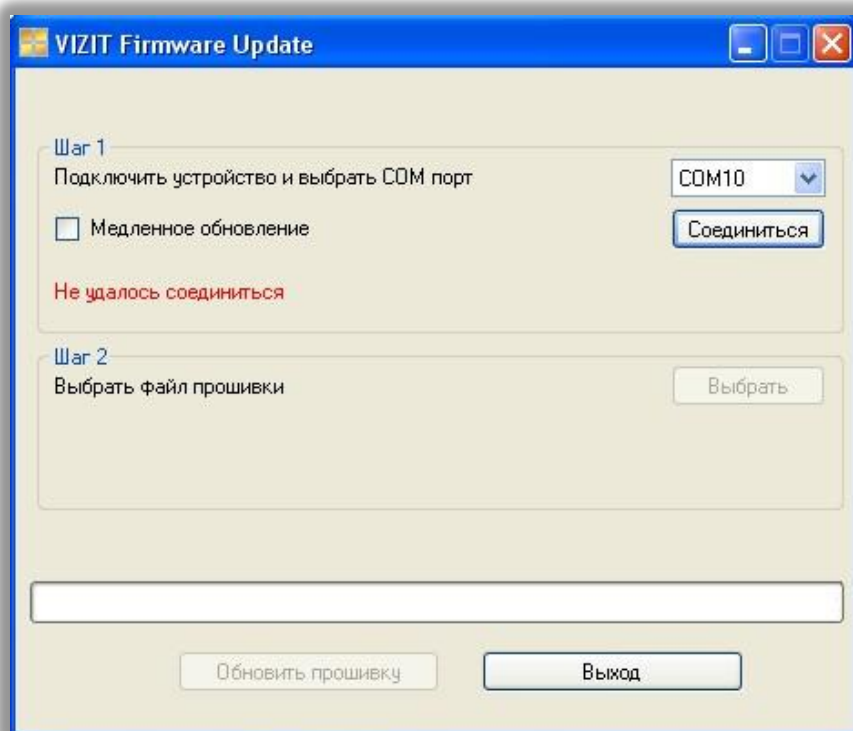 VIZIT Firmware Update
Шаг 1
Подключить устройство и выбрать COM порт
COM10
Медленное обновление
Соединиться
Не удалось соединиться
Шаг 2
Выбрать файл прошивки
Выбрать
Обновить прошивку
Выход